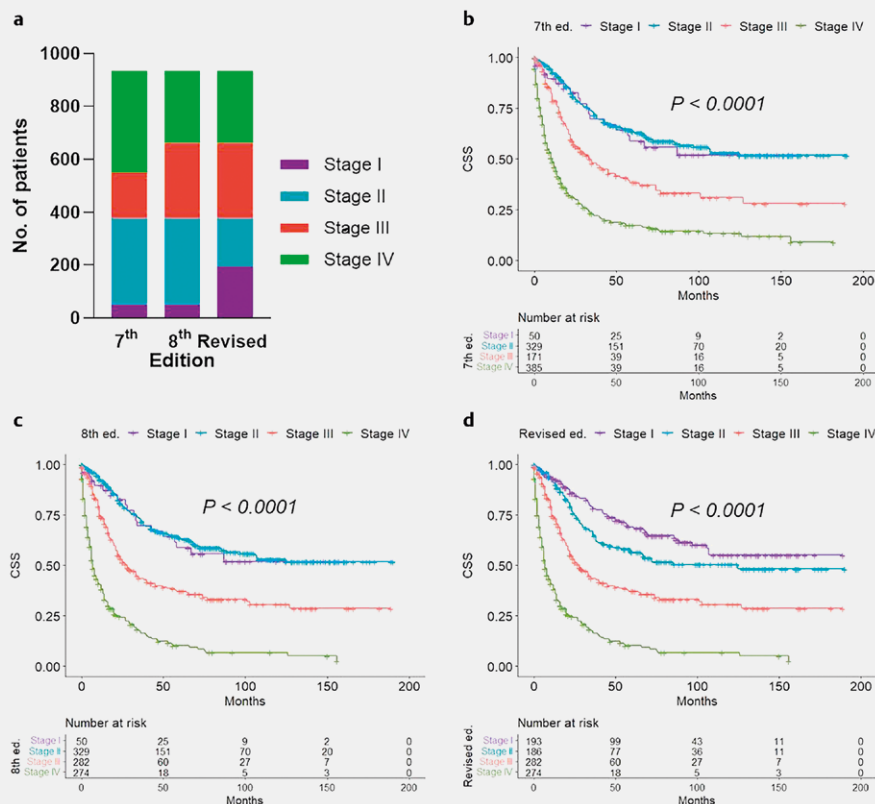 a
1000
800
600
400
200
0
No. of patients
7th 8th Revised
Edition
Stage I
Stage II
Stage III
Stage IV
b
7th ed. Stage I Stage II Stage III Stage IV
1.00
0.75
0.50
0.25
0.00
CSS
P < 0.0001
0 50 100 150 200
Months
Number at risk
7th ed.
Stage I 50 25 9 2 0
Stage II 329 151 70 20 0
Stage III 171 39 16 5 0
Stage IV 385 39 16 5 0
0 50 100 150 200
Months
c
8th ed. Stage I Stage II Stage III Stage IV
1.00
0.75
0.50
0.25
0.00
CSS
P < 0.0001
0 50 100 150 200
Months
Number at risk
8th ed.
Stage I 50 25 9 2 0
Stage II 329 151 70 20 0
Stage III 282 60 27 7 0
Stage IV 274 18 5 3 0
0 50 100 150 200
Months
d
Revised ed. Stage I Stage II Stage III Stage IV
1.00
0.75
0.50
0.25
0.00
CSS
P < 0.0001
0 50 100 150 200
Months
Number at risk
Revised ed.
Stage I 193 99 43 11 0
Stage II 186 77 36 11 0
Stage III 282 60 27 7 0
Stage IV 274 18 5 3 0
0 50 100 150 200
Months